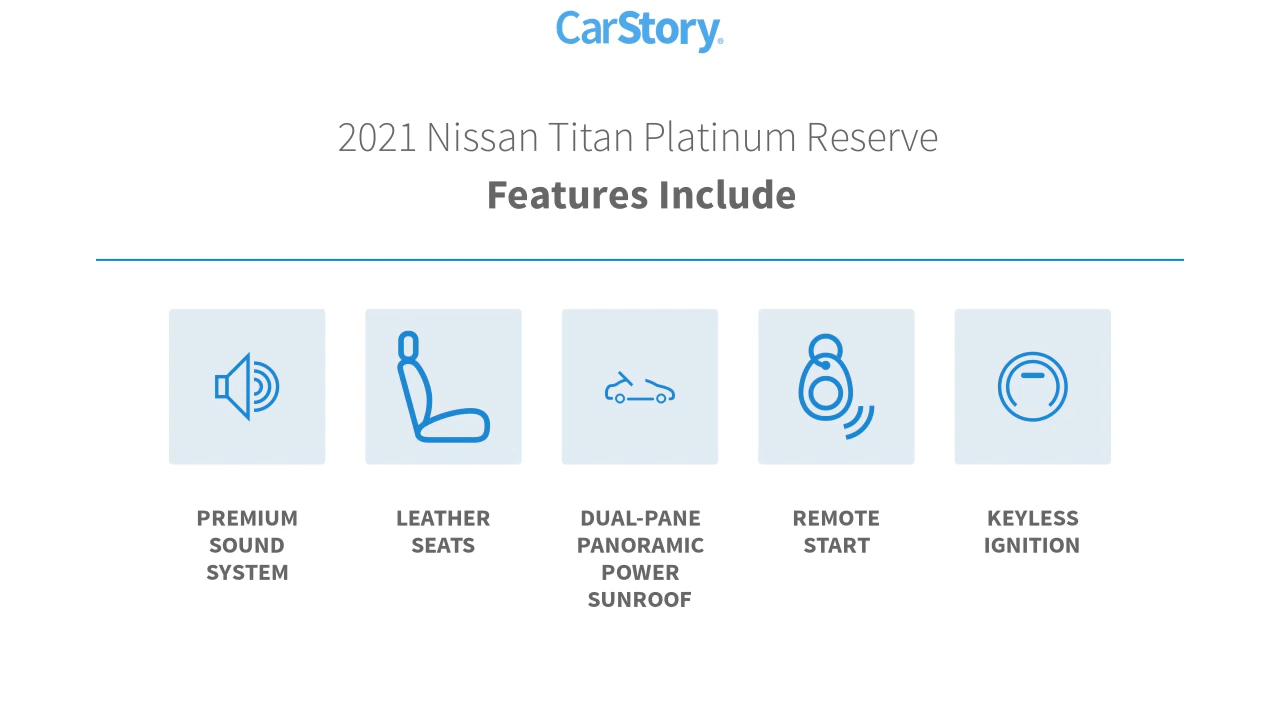 CarStory®
2021 Nissan Titan Platinum Reserve
Features Include
PREMIUM
SOUND
SYSTEM
LEATHER
SEATS
DUAL-PANE
PANORAMIC
POWER
SUNROOF
REMOTE
START
KEYLESS
IGNITION